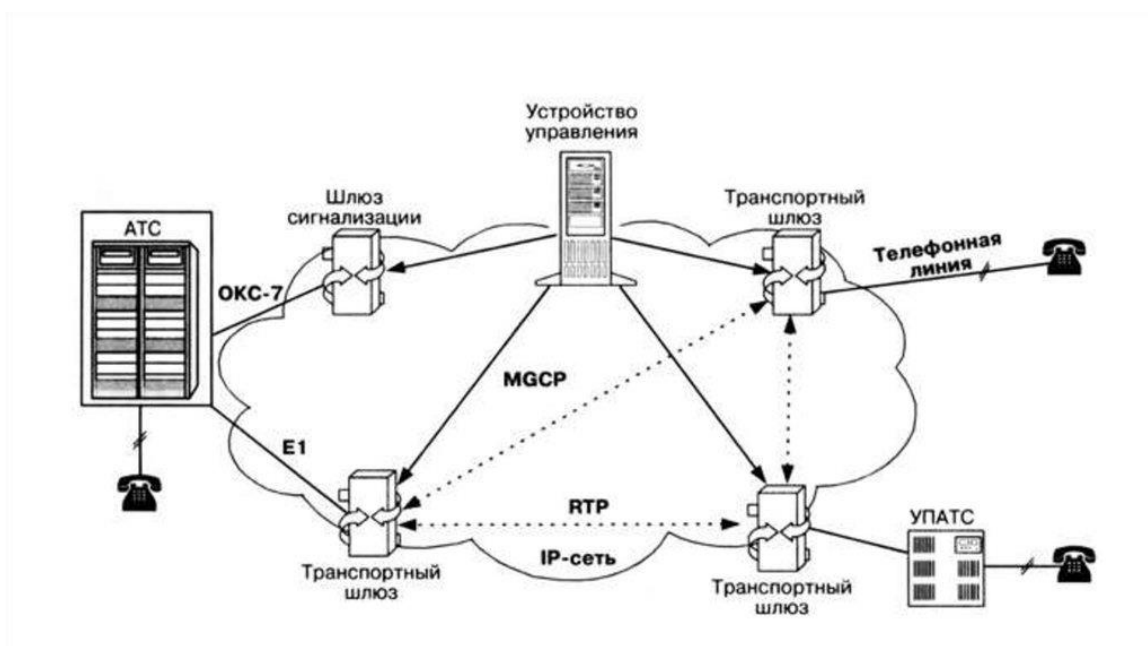 Устройство
управления
Шлюз
сигнализации
Транспортный
шлюз
АТС
Телефонная
линия
ОКС-7
MGCP
E1
RTP
УПАТС
IP-сеть
Транспортный
шлюз
Транспортный
шлюз